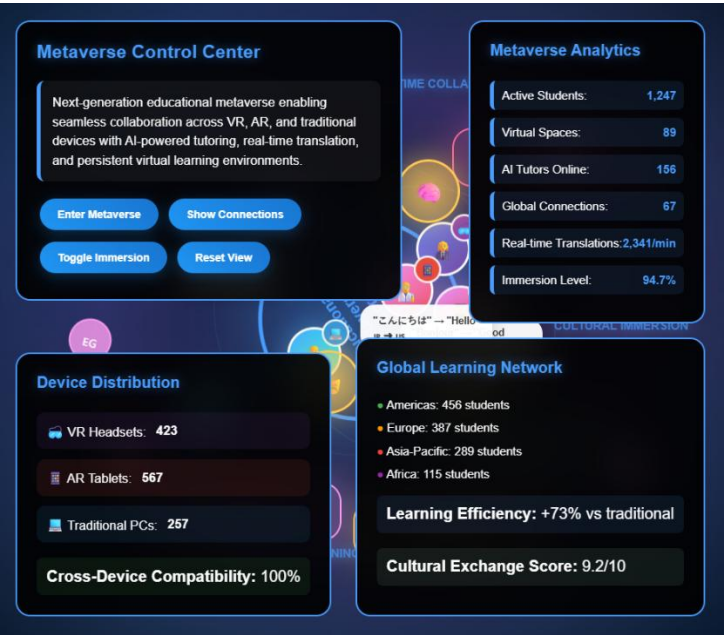 Metaverse Control Center
Next-generation educational metaverse enabling
seamless collaboration across VR, AR, and traditional
devices with AI-powered tutoring, real-time translation,
and persistent virtual learning environments.
Enter Metaverse
Show Connections
Toggle Immersion
Reset View
TIME COLLA
Metaverse Analytics
Active Students: 1,247
Virtual Spaces: 89
AI Tutors Online: 156
Global Connections: 67
Real-time Translations: 2,341/min
Immersion Level: 94.7%
"こんにちは" → "Hello
od
CULTURAL IMMERSION
EG
Device Distribution
VR Headsets: 423
AR Tablets: 567
Traditional PCs: 257
Cross-Device Compatibility: 100%
NING
Global Learning Network
Americas: 456 students
Europe: 387 students
Asia-Pacific: 289 students
Africa: 115 students
Learning Efficiency: +73% vs traditional
Cultural Exchange Score: 9.2/10